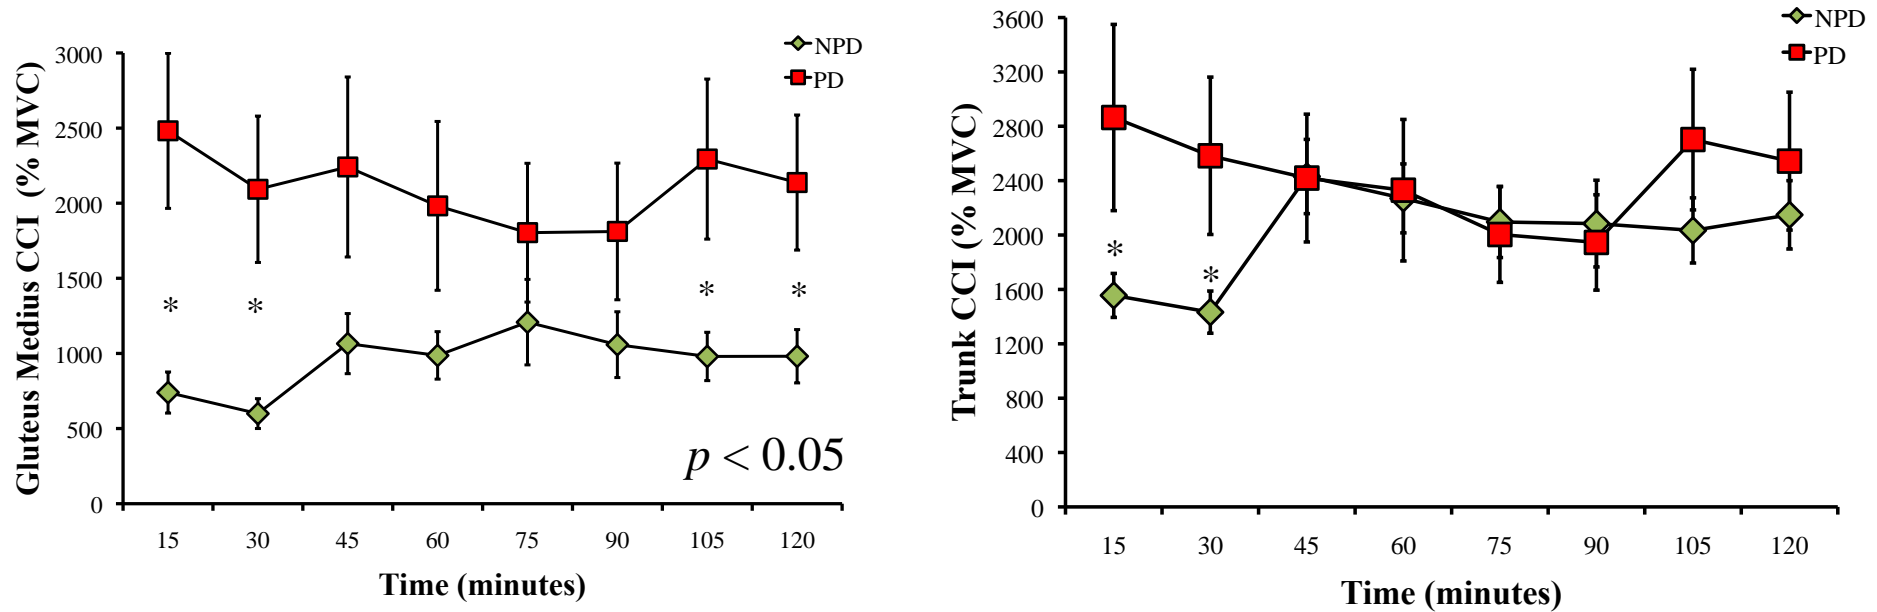 NPD
PD
3000
2500
2000
1500
1000
500
0
Gluteus Medius CCI (% MVC)
*
*
*
*
p < 0.05
15 30 45 60 75 90 105 120
Time (minutes)
NPD
PD
3600
3200
2800
2400
2000
1600
1200
800
400
0
Trunk CCI (% MVC)
*
*
15 30 45 60 75 90 105 120
Time (minutes)